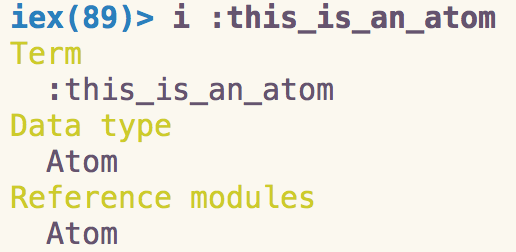 iex(89)> i :this_is_an_atom
Term
  :this_is_an_atom
Data type
  Atom
Reference modules
  Atom